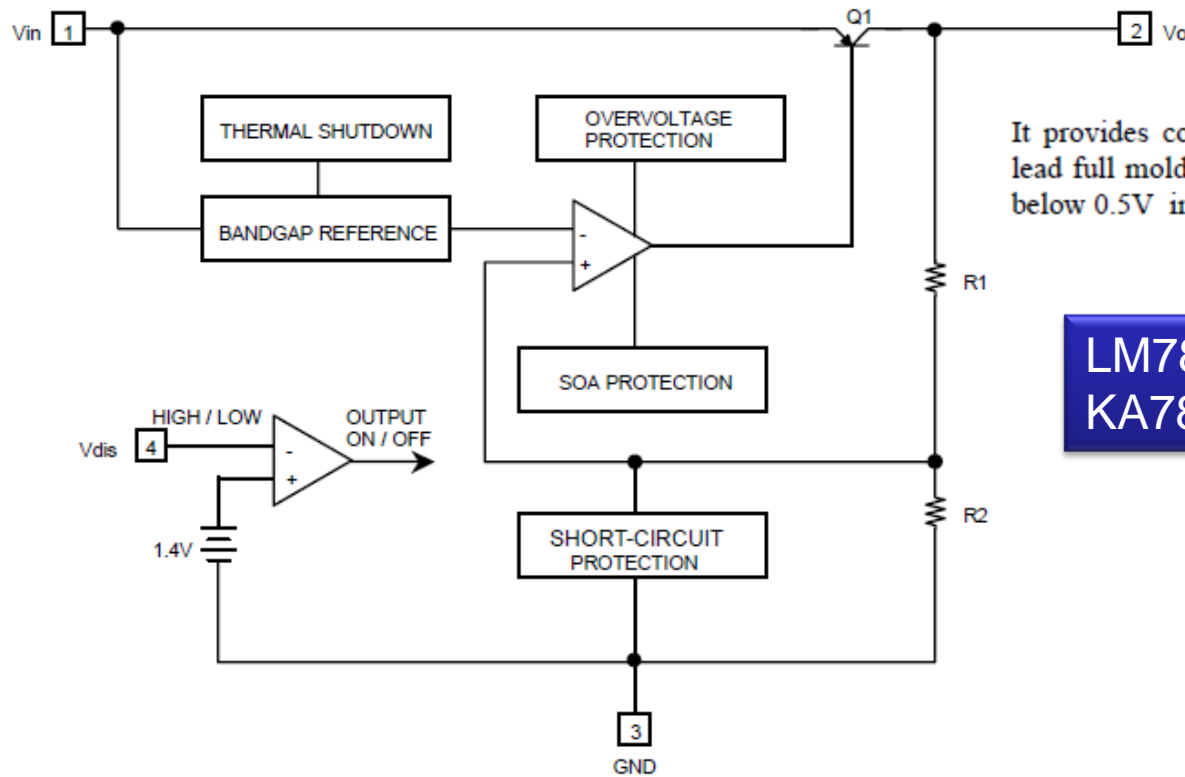 Q1
Vin 1
2 Vo
THERMAL SHUTDOWN
OVERVOLTAGE
PROTECTION
It provides co
lead full mold
below 0.5V in
BANDGAP REFERENCE
-
+
R1
SOA PROTECTION
LM78
KA78
HIGH / LOW
OUTPUT
ON / OFF
Vdis 4
-
+
1.4V
SHORT-CIRCUIT
PROTECTION
R2
3
GND